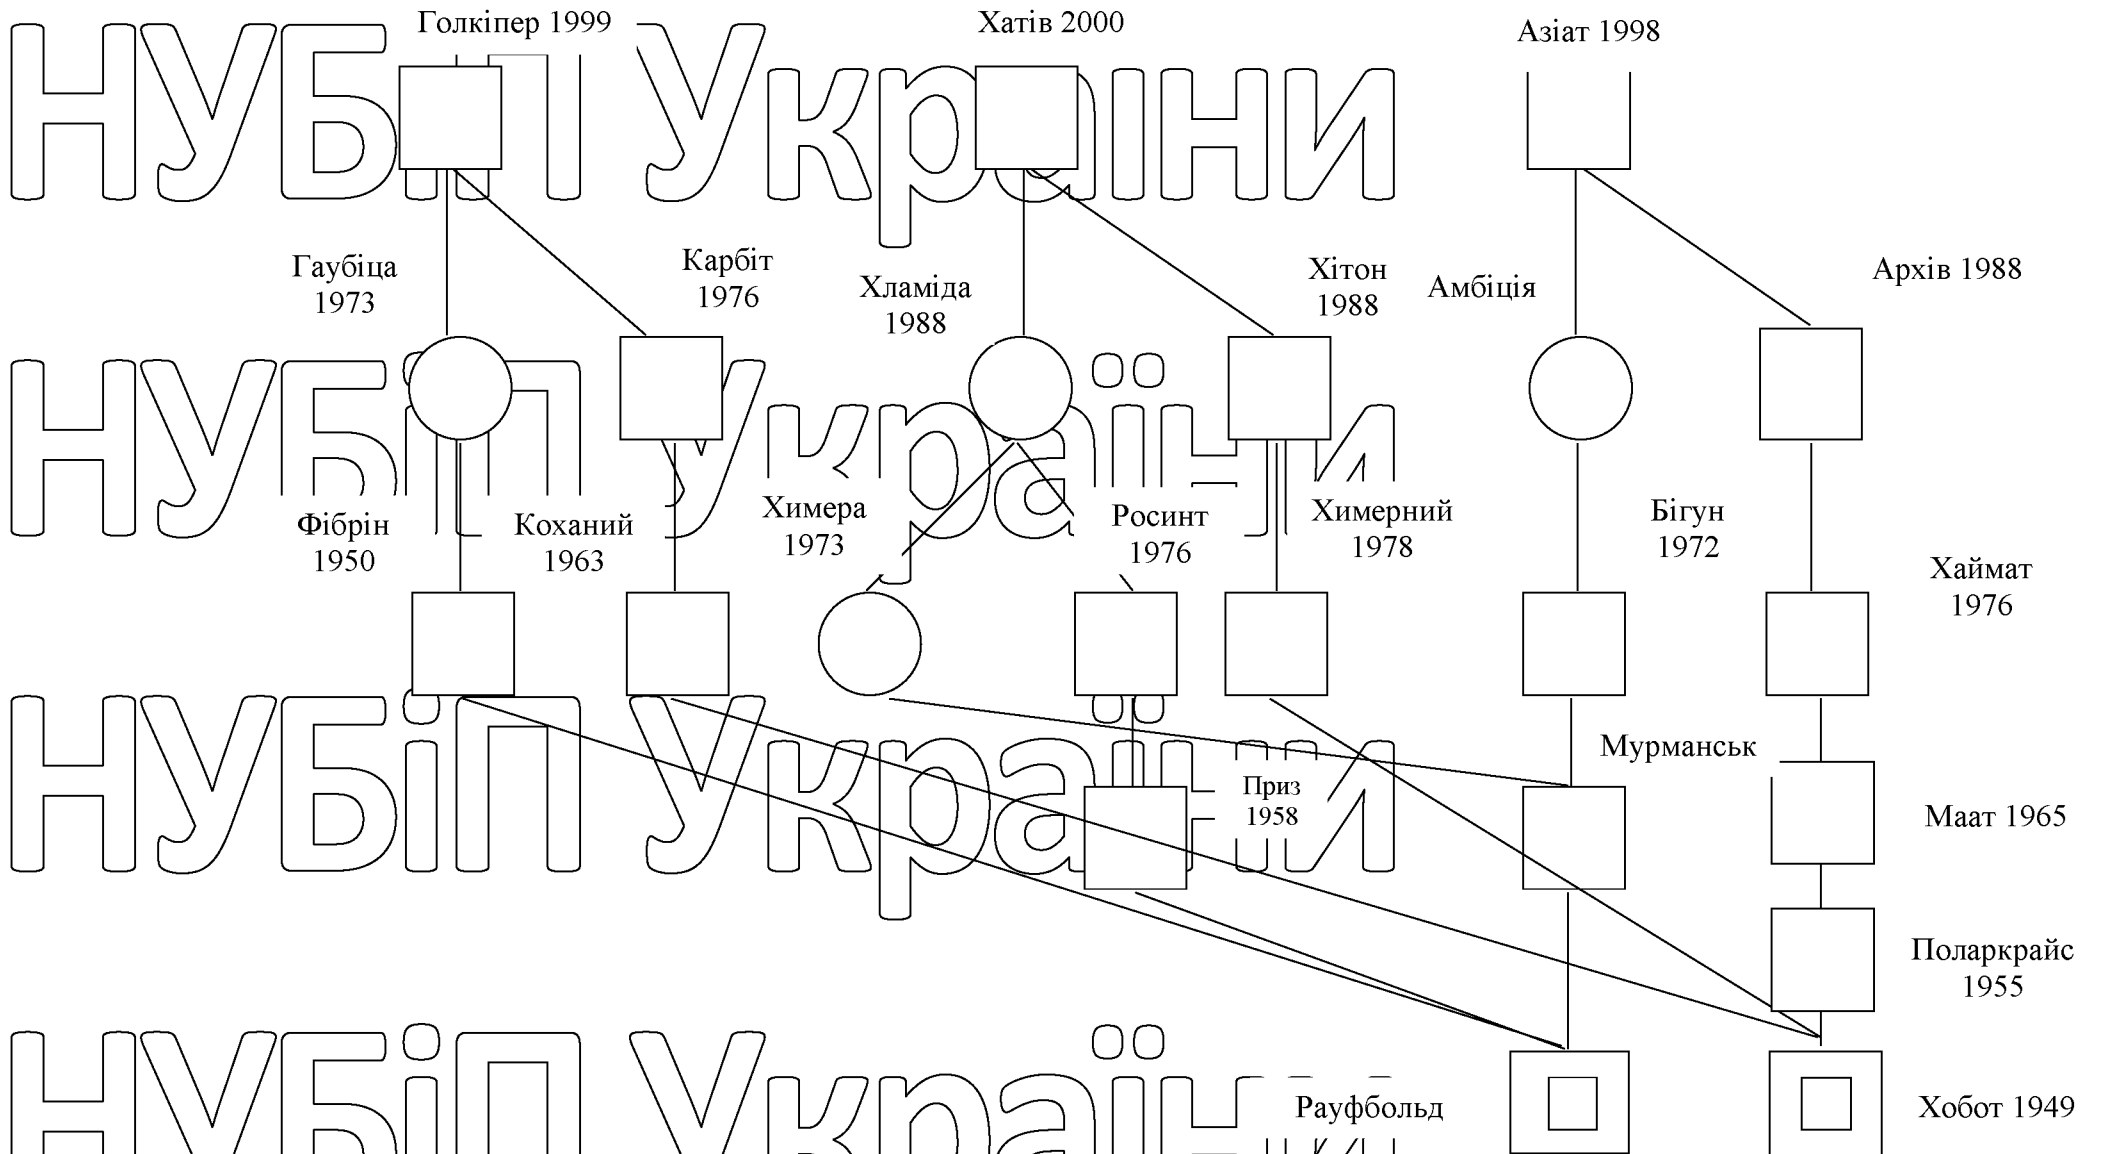 Голкіпер 1999
Хатів 2000
Азіат 1998
НУБіП України
Гаубіца
1973
Карбіт
1976
Хламіда
1988
Хітон
1988
Амбіція
Архів 1988
НУБіП України
Фібрін
1950
Коханий
1963
Химера
1973
Росинт
1976
Химерний
1978
Бігун
1972
Хаймат
1976
НУБіП України
Мурманськ
Приз
1958
Маат 1965
Поларкрайс
1955
НУБіП України
Рауфбольд
Хобот 1949